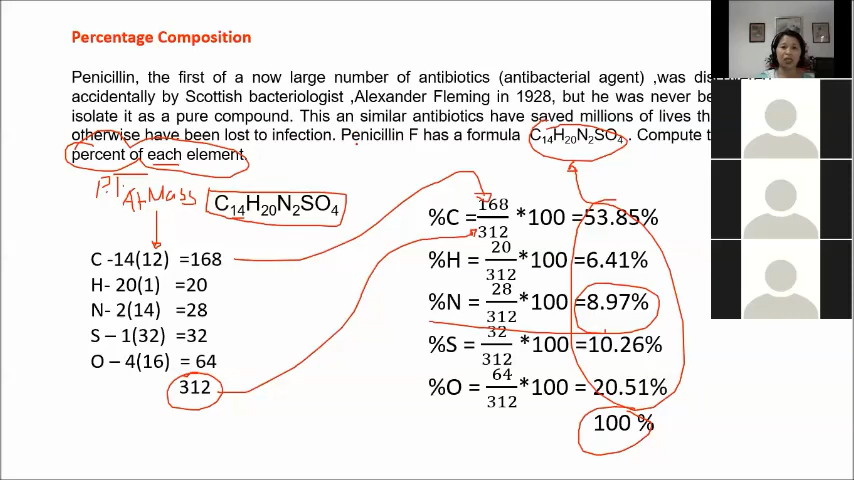 Percentage Composition
Penicillin, the first of a now large number of antibiotics (antibacterial agent) ,was
accidentally by Scottish bacteriologist ,Alexander Fleming in 1928, but he was never
isolate it as a pure compound. This an similar antibiotics have saved millions of lives
otherwise have been lost to infection. Penicillin F has a formula C₁₄H₂₀N₂SO₄. Compute
percent of each element.
P.T.
At Mass
C₁₄H₂₀N₂SO₄
C -14(12) =168
H- 20(1) =20
N- 2(14) =28
S – 1(32) =32
O – 4(16) = 64
312
%C = 168/312 *100 =53.85%
%H = 20/312 *100 =6.41%
%N = 28/312 *100 =8.97%
%S = 32/312 *100 =10.26%
%O = 64/312 *100 = 20.51%
100 %